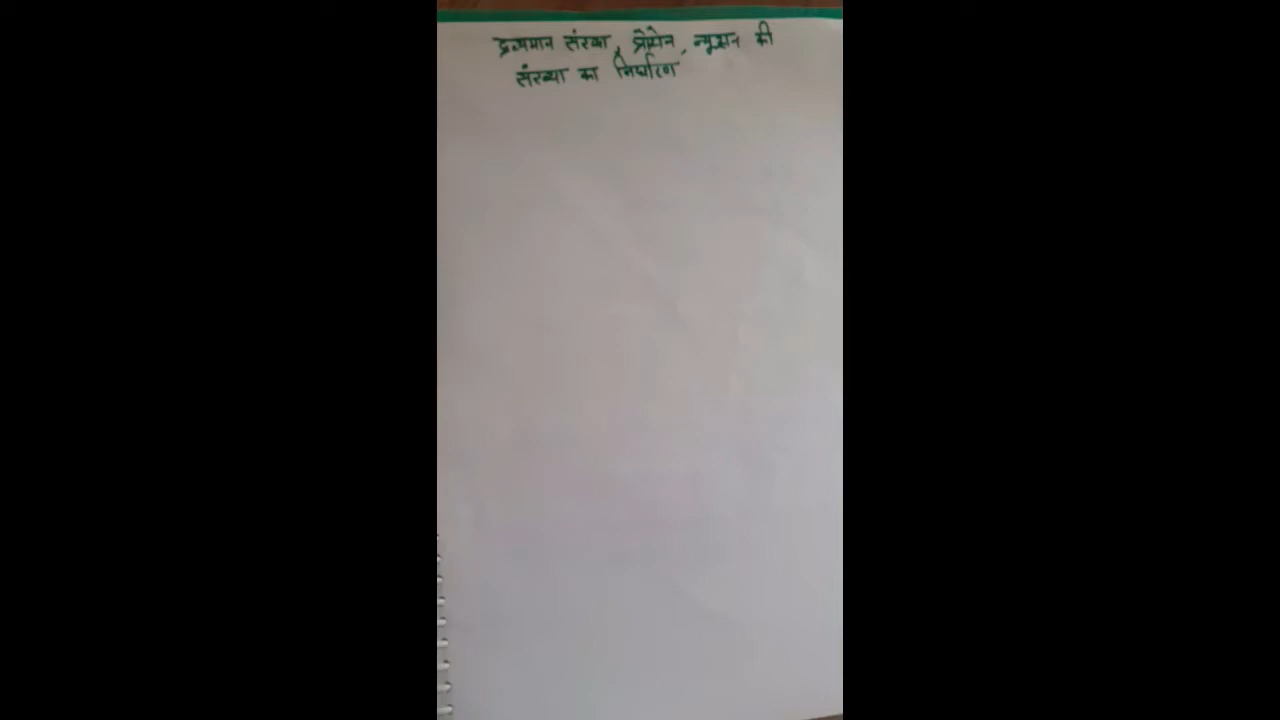 द्रव्यमान संख्या, प्रोटोन, न्यूट्रान की
संख्या का निर्धारण